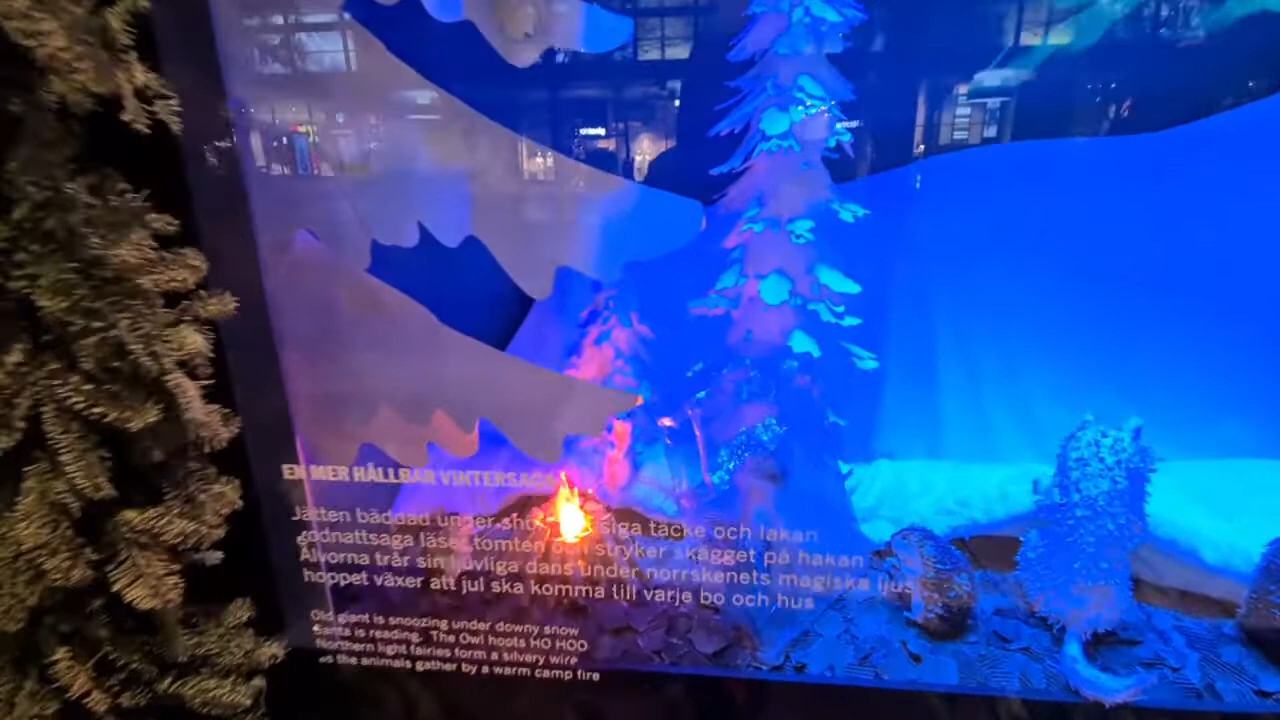 EN MER HÅLLBAR VINTERSAGA
Jätten bäddad under snö siga täcke och lakan
godnattsaga läser tomten och stryker skägget på hakan
Älvorna trår sin ljuvliga dans under norrskenets magiska ljus
hoppet växer att jul ska komma till varje bo och hus
Old giant is snoozing under downy snow
Santa is reading. The Owl hoots HO HOO
Northern light fairies form a silvery wire
as the animals gather by a warm camp fire